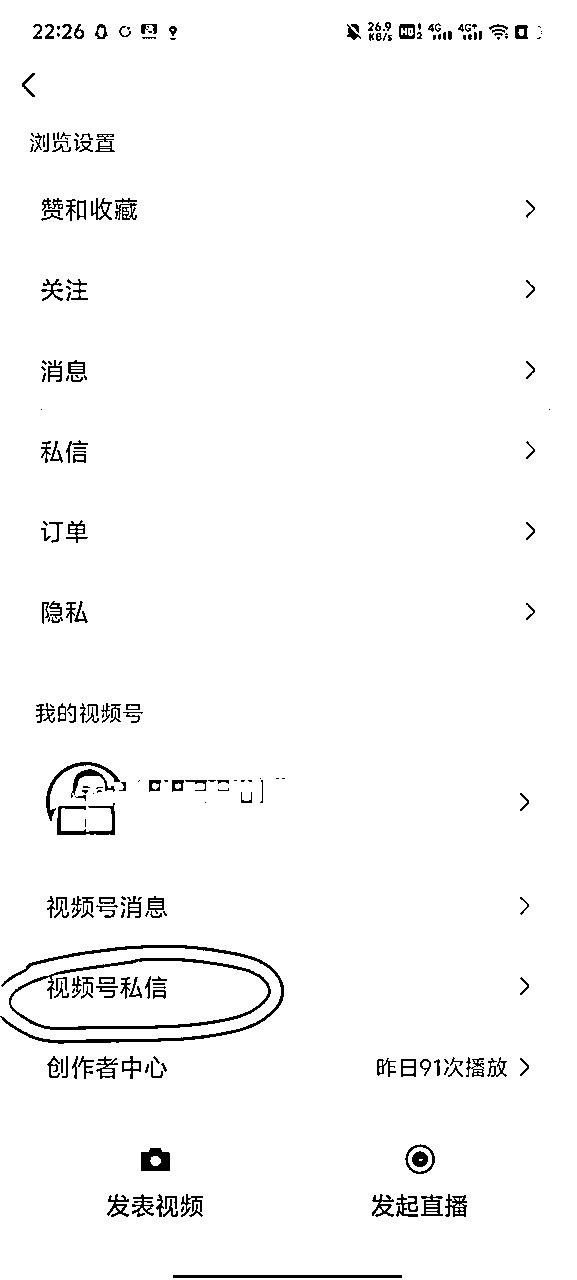 22:26
26.9 KB/s HD 2 4G 4G+
浏览设置
赞和收藏
关注
消息
私信
订单
隐私
我的视频号
视频号消息
视频号私信
创作者中心 昨日91次播放
发表视频 发起直播